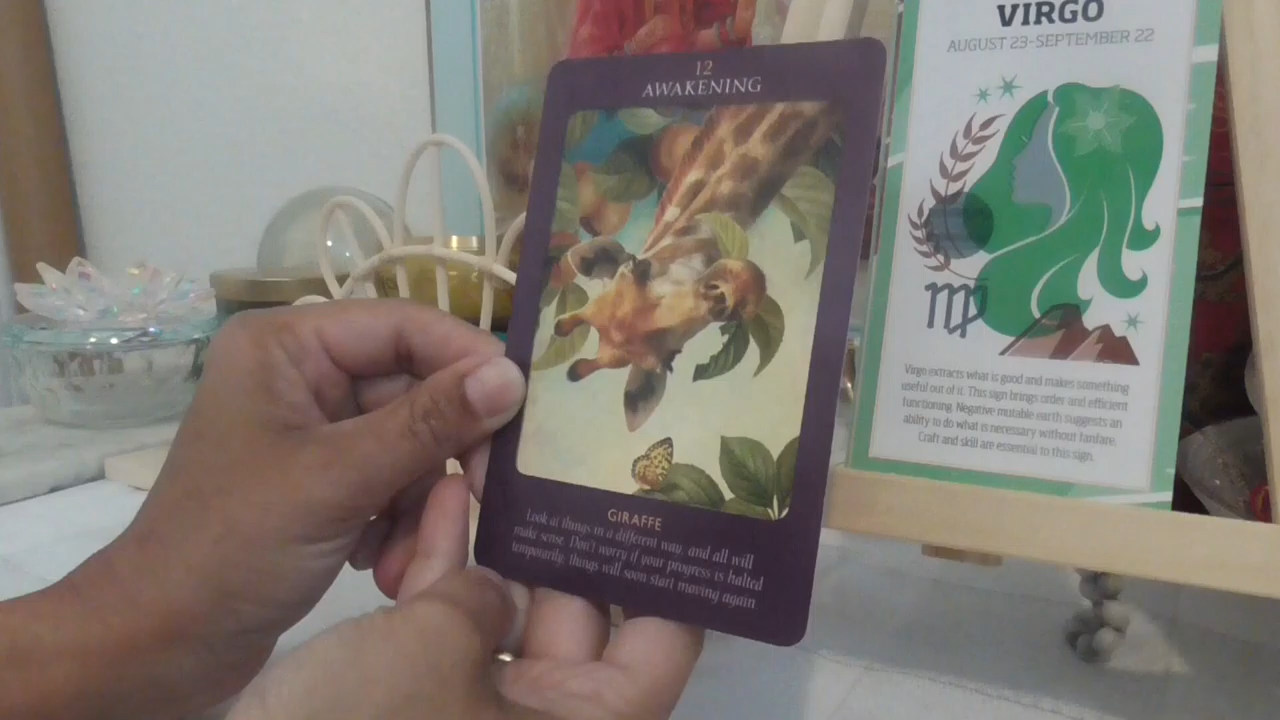 12
AWAKENING
GIRAFFE
Look at things in a different way, and all will
make sense. Don't worry if your progress is halted
temporarily, things will soon start moving again
VIRGO
AUGUST 23-SEPTEMBER 22
Virgo extracts what is good and makes something
useful out of it. This sign brings order and efficient
functioning. Negative mutable earth suggests an
ability to do what is necessary without fanfare.
Craft and skill are essential to this sign.